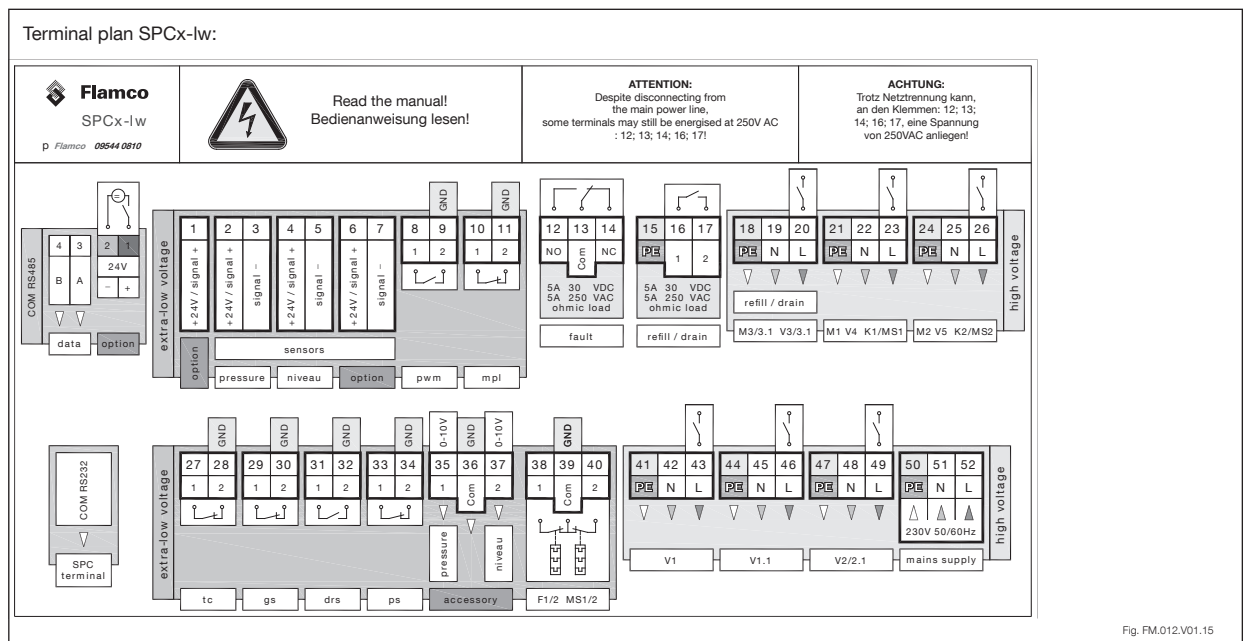 Terminal plan SPCx-lw:
Flamco
SPCx-lw
p Flamco 09544 0810
Read the manual!
Bedienanweisung lesen!
ATTENTION:
Despite disconnecting from
the main power line,
some terminals may still be energised at 250V AC
: 12; 13; 14; 16; 17!
ACHTUNG:
Trotz Netztrennung kann,
an den Klemmen: 12; 13;
14; 16; 17, eine Spannung
von 250VAC anliegen!
COM RS485
4 3
B A
data
2 1
24V
– +
option
extra-low voltage
1 2 3 4 5 6 7
+24V / signal +
+24V / signal +
signal –
+24V / signal +
signal –
+24V / signal +
signal –
option
sensors
pressure niveau option
GND
8 9
1 2
pwm
GND
10 11
1 2
mpl
12 13 14
NO Com NC
5A 30 VDC
5A 250 VAC
ohmic load
fault
15 16 17
PE 1 2
5A 30 VDC
5A 250 VAC
ohmic load
refill / drain
18 19 20 21 22 23 24 25 26
PE N L PE N L PE N L
refill / drain
M3/3.1 V3/3.1 M1 V4 K1/MS1 M2 V5 K2/MS2
high voltage
COM RS232
SPC
terminal
extra-low voltage
GND GND GND GND 0-10V GND 0-10V GND
27 28 29 30 31 32 33 34 35 36 37 38 39 40
1 2 1 2 1 2 1 2 1 Com 2 1 Com 2
pressure
niveau
tc gs drs ps accessory F1/2 MS1/2
41 42 43 44 45 46 47 48 49 50 51 52
PE N L PE N L PE N L PE N L
230V 50/60Hz
V1 V1.1 V2/2.1 mains supply
high voltage
Fig. FM.012.V01.15